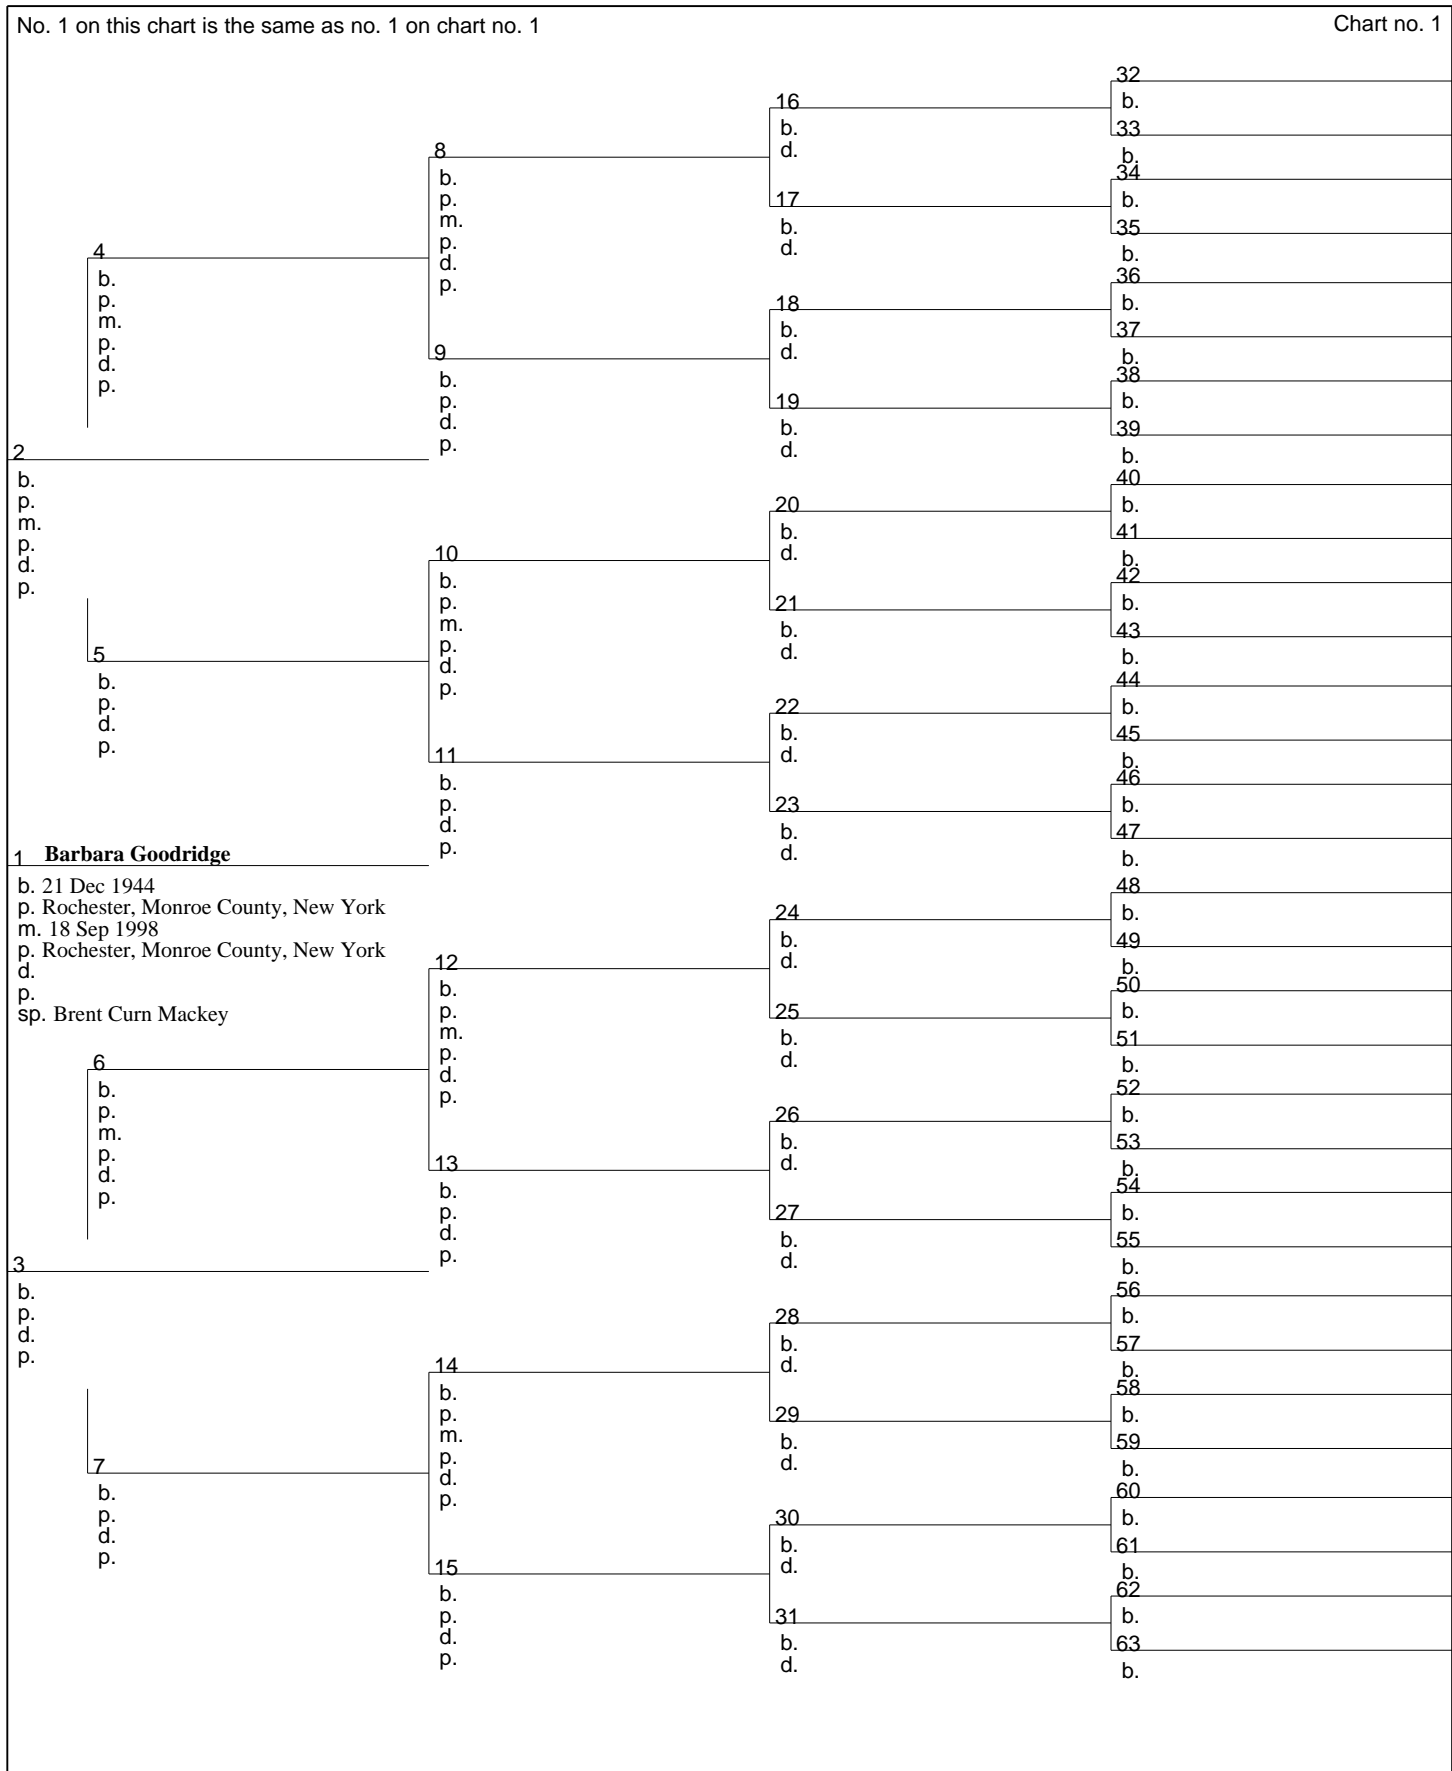 No. 1 on this chart is the same as no. 1 on chart no. 1
Chart no. 1
2
b.
p.
m.
p.
d.
p.
1 Barbara Goodridge
b. 21 Dec 1944
p. Rochester, Monroe County, New York
m. 18 Sep 1998
p. Rochester, Monroe County, New York
d.
p.
sp. Brent Curn Mackey
3
b.
p.
d.
p.
4
b.
p.
m.
p.
d.
p.
5
b.
p.
d.
p.
6
b.
p.
m.
p.
d.
p.
7
b.
p.
d.
p.
8
b.
p.
m.
p.
d.
p.
9
b.
p.
d.
p.
10
b.
p.
m.
p.
d.
p.
11
b.
p.
d.
p.
12
b.
p.
m.
p.
d.
p.
13
b.
p.
d.
p.
14
b.
p.
m.
p.
d.
p.
15
b.
p.
d.
p.
16
b.
d.
17
b.
d.
18
b.
d.
19
b.
d.
20
b.
d.
21
b.
d.
22
b.
d.
23
b.
d.
24
b.
d.
25
b.
d.
26
b.
d.
27
b.
d.
28
b.
d.
29
b.
d.
30
b.
d.
31
b.
d.
32
b.
33
b.
34
b.
35
b.
36
b.
37
b.
38
b.
39
b.
40
b.
41
b.
42
b.
43
b.
44
b.
45
b.
46
b.
47
b.
48
b.
49
b.
50
b.
51
b.
52
b.
53
b.
54
b.
55
b.
56
b.
57
b.
58
b.
59
b.
60
b.
61
b.
62
b.
63
b.